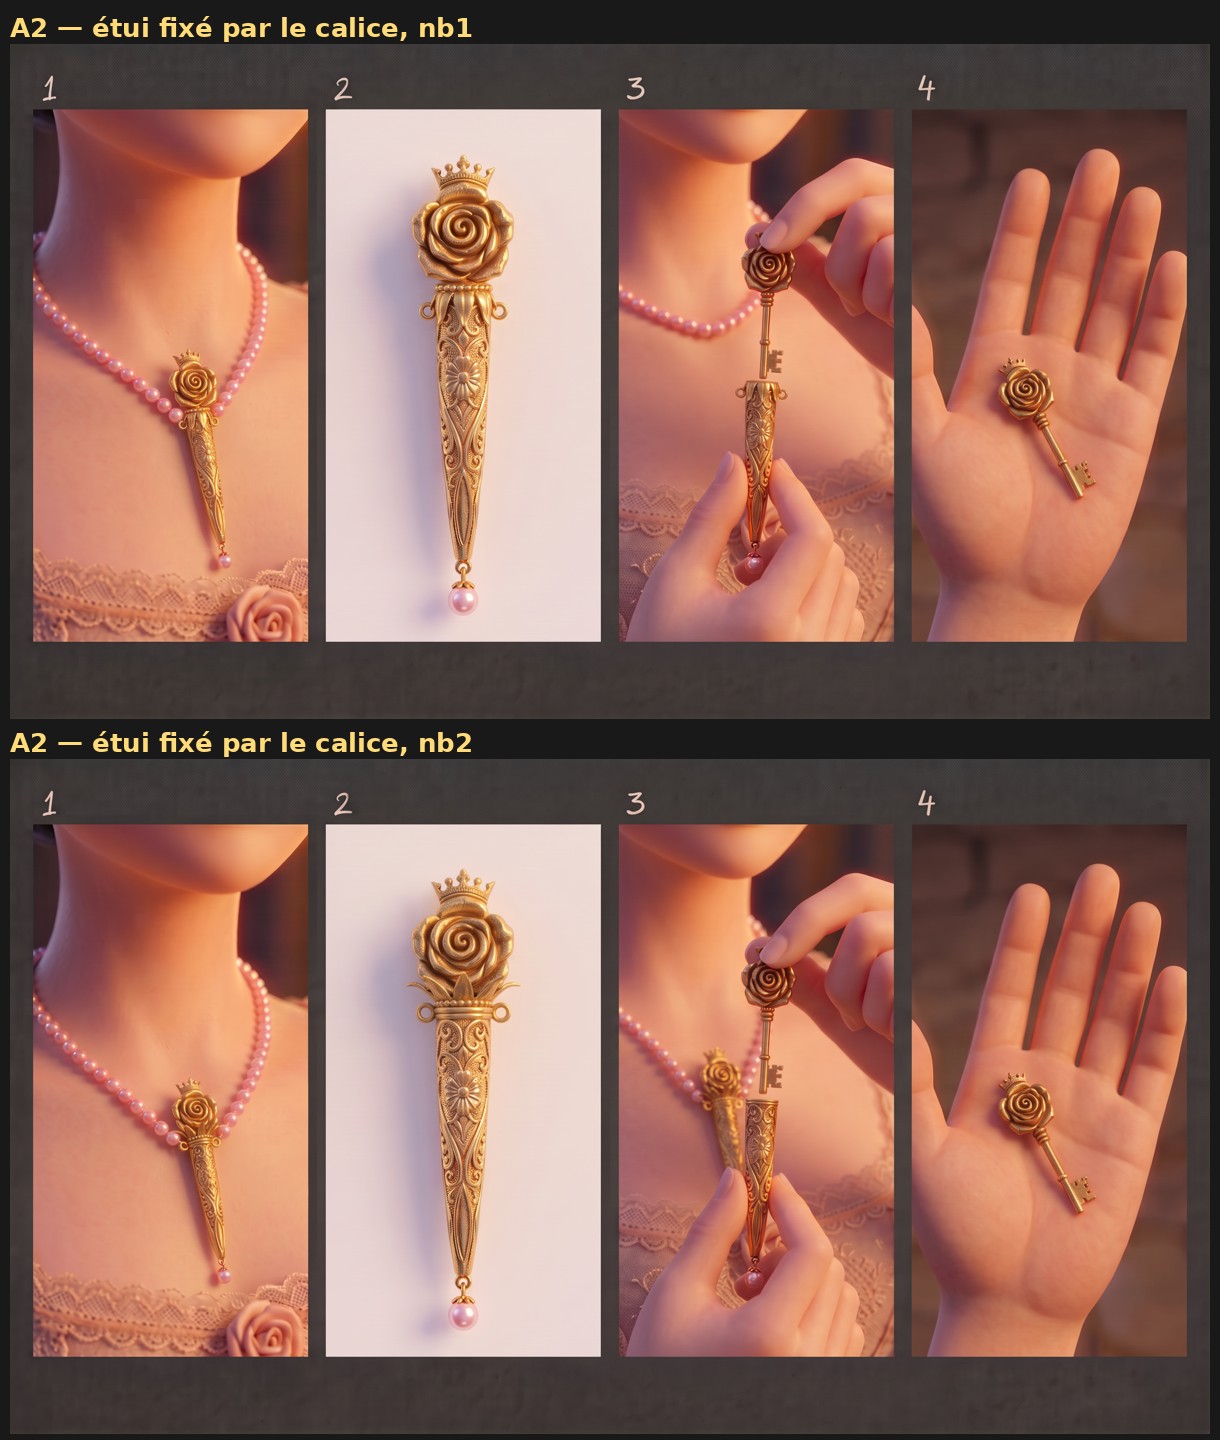 A2 — étui fixé par le calice, nb1
1 2 3 4
A2 — étui fixé par le calice, nb2
1 2 3 4